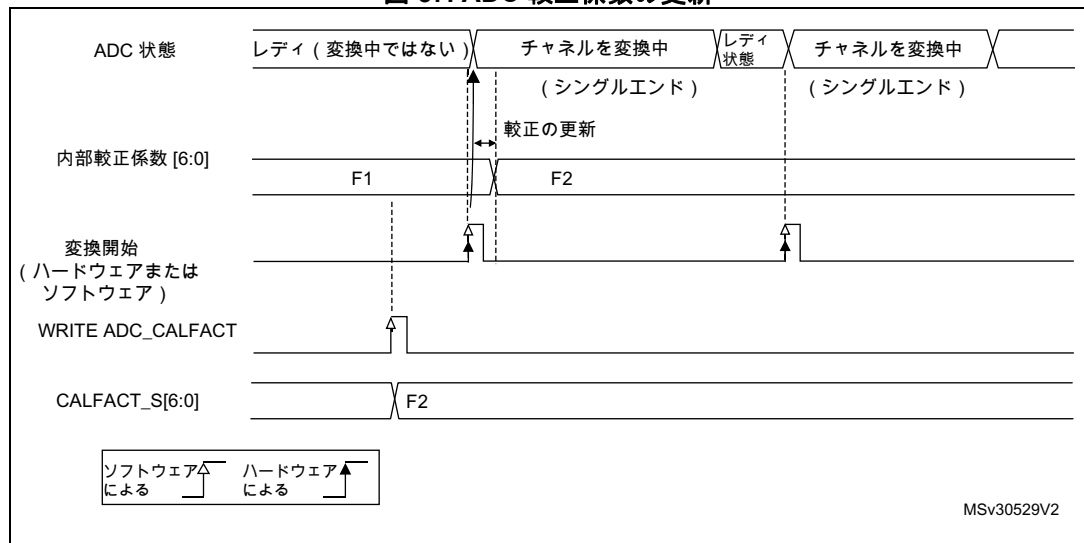 ADC 状態
レディ ( 変換中ではない )
チャネルを変換中
レディ
状態
チャネルを変換中
( シングルエンド )
( シングルエンド )
較正の更新
内部較正係数 [6:0]
F1
F2
変換開始
( ハードウェアまたは
ソフトウェア )
WRITE ADC_CALFACT
CALFACT_S[6:0]
F2
ソフトウェア
による
ハードウェア
による
MSv30529V2